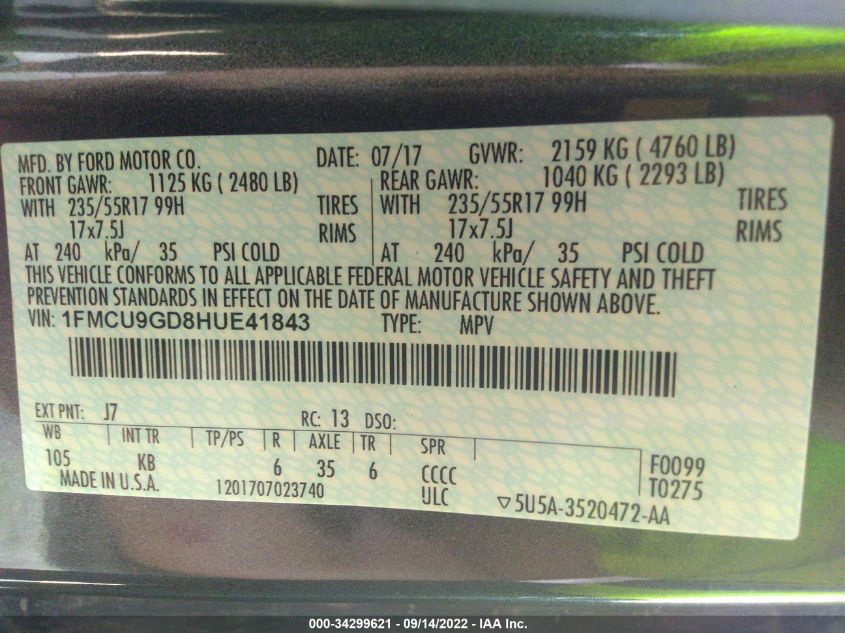 MFD. BY FORD MOTOR CO. DATE: 07/17 GVWR: 2159 KG ( 4760 LB)
FRONT GAWR: 1125 KG ( 2480 LB) REAR GAWR: 1040 KG ( 2293 LB)
WITH 235/55R17 99H TIRES WITH 235/55R17 99H TIRES
17x7.5J RIMS 17x7.5J RIMS
AT 240 kPa/ 35 PSI COLD AT 240 kPa/ 35 PSI COLD
THIS VEHICLE CONFORMS TO ALL APPLICABLE FEDERAL MOTOR VEHICLE SAFETY AND THEFT
PREVENTION STANDARDS IN EFFECT ON THE DATE OF MANUFACTURE SHOWN ABOVE.
VIN: 1FMCU9GD8HUE41843 TYPE: MPV
EXT PNT: J7 RC: 13 DSO:
WB INT TR TP/PS R AXLE TR SPR
105 KB 6 35 6 CCCC F0099
MADE IN U.S.A. 1201707023740 ULC ▽5U5A-3520472-AA T0275
000-34299621 - 09/14/2022 - IAA Inc.